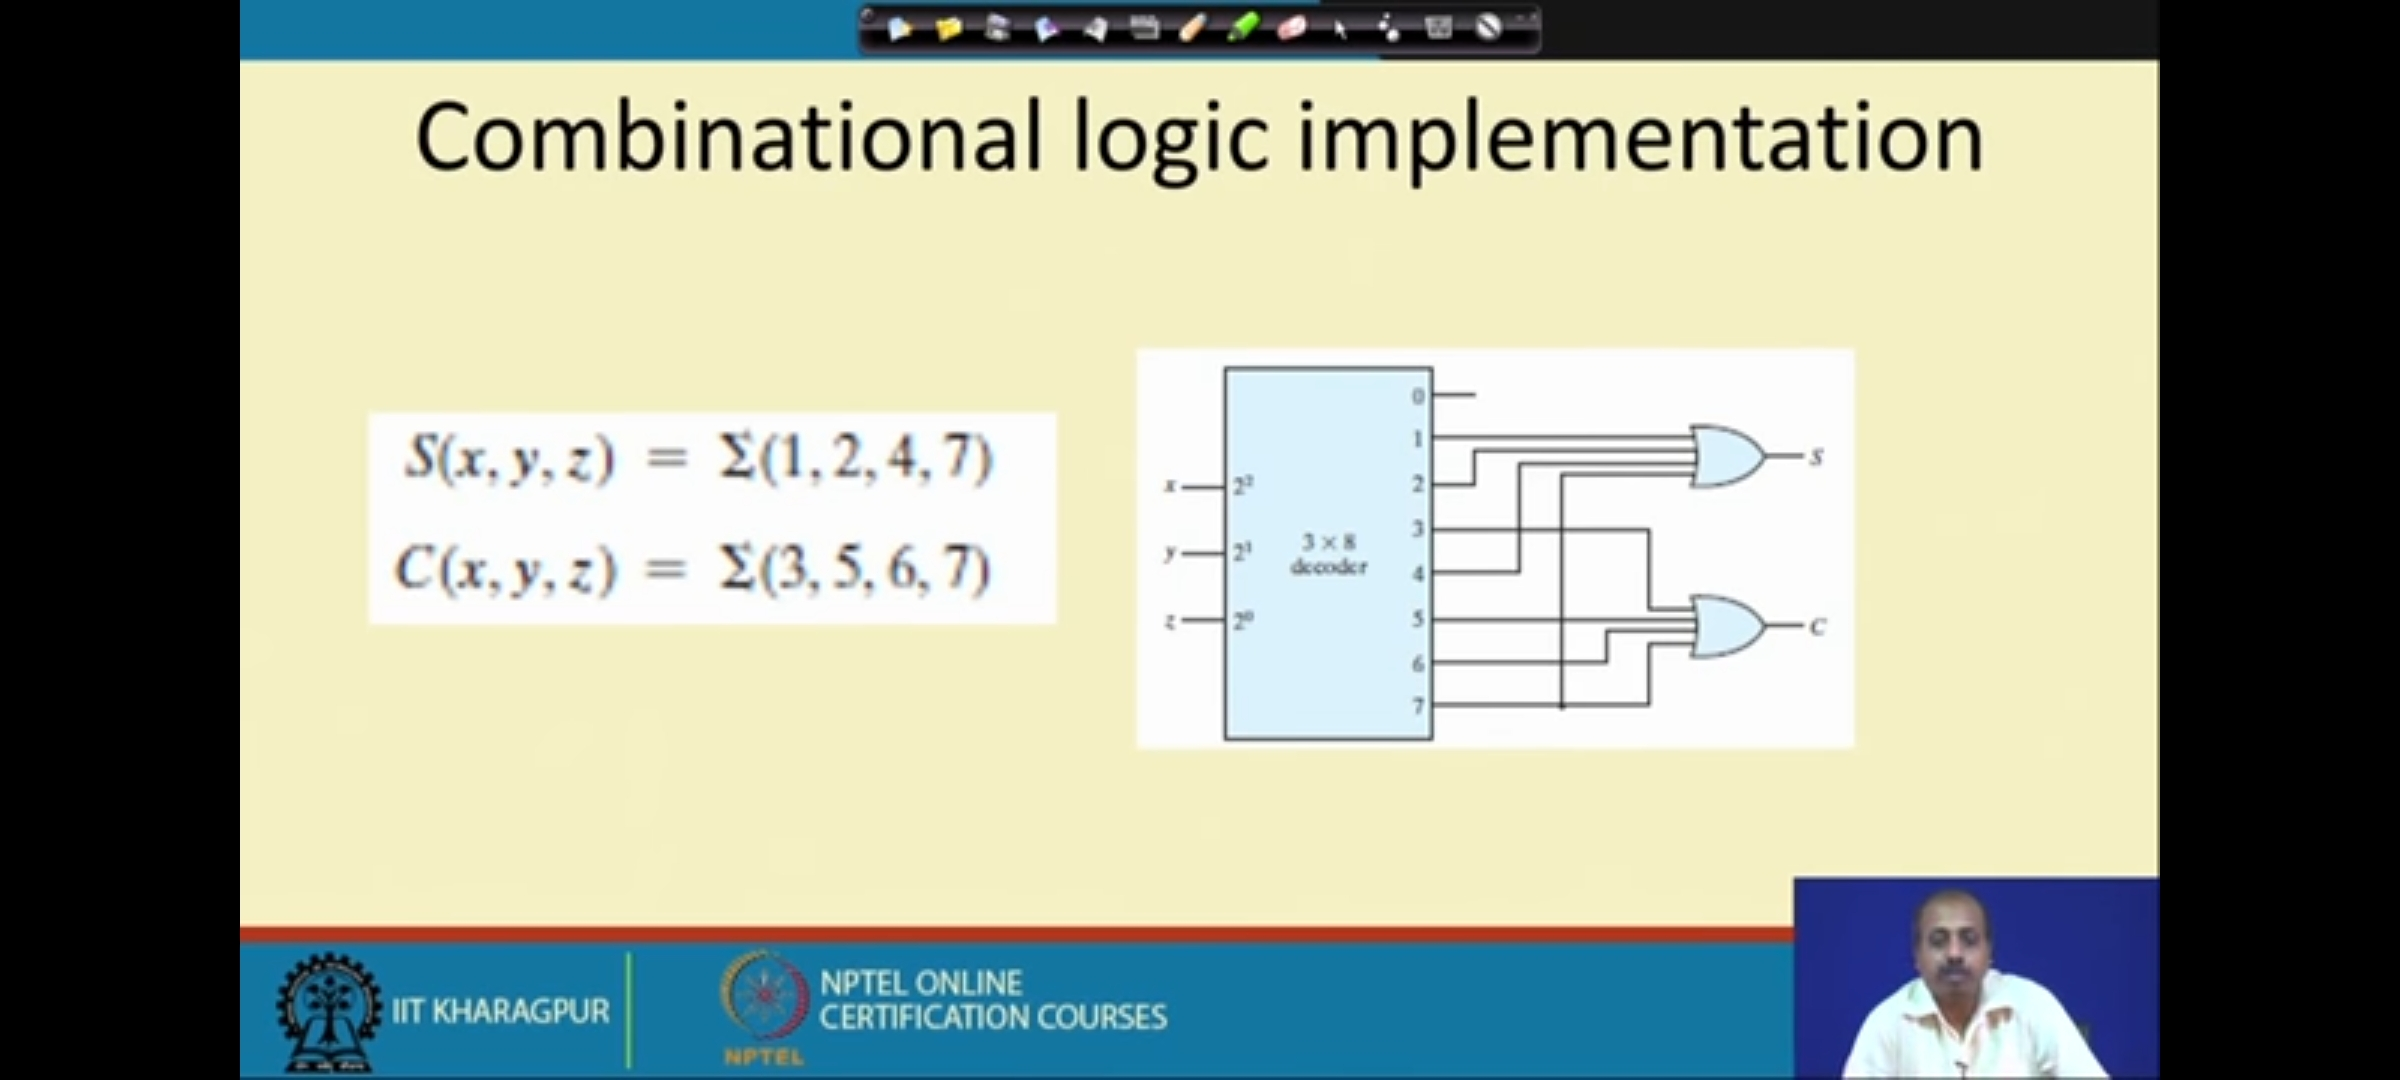 Combinational logic implementation
S(x, y, z) = Σ(1, 2, 4, 7)
C(x, y, z) = Σ(3, 5, 6, 7)
x
y
z
2²
2¹
2⁰
3 × 8
decoder
0
1
2
3
4
5
6
7
S
C
IIT KHARAGPUR
NPTEL
NPTEL ONLINE
CERTIFICATION COURSES